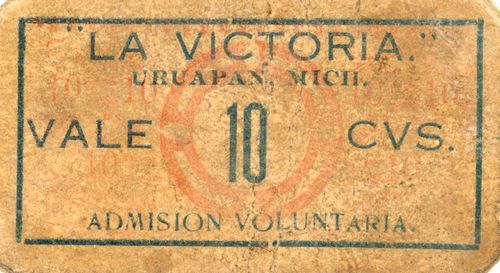 "LA VICTORIA."
URUAPAN, MICH.
VALE 10 CVS.
ADMISION VOLUNTARIA.